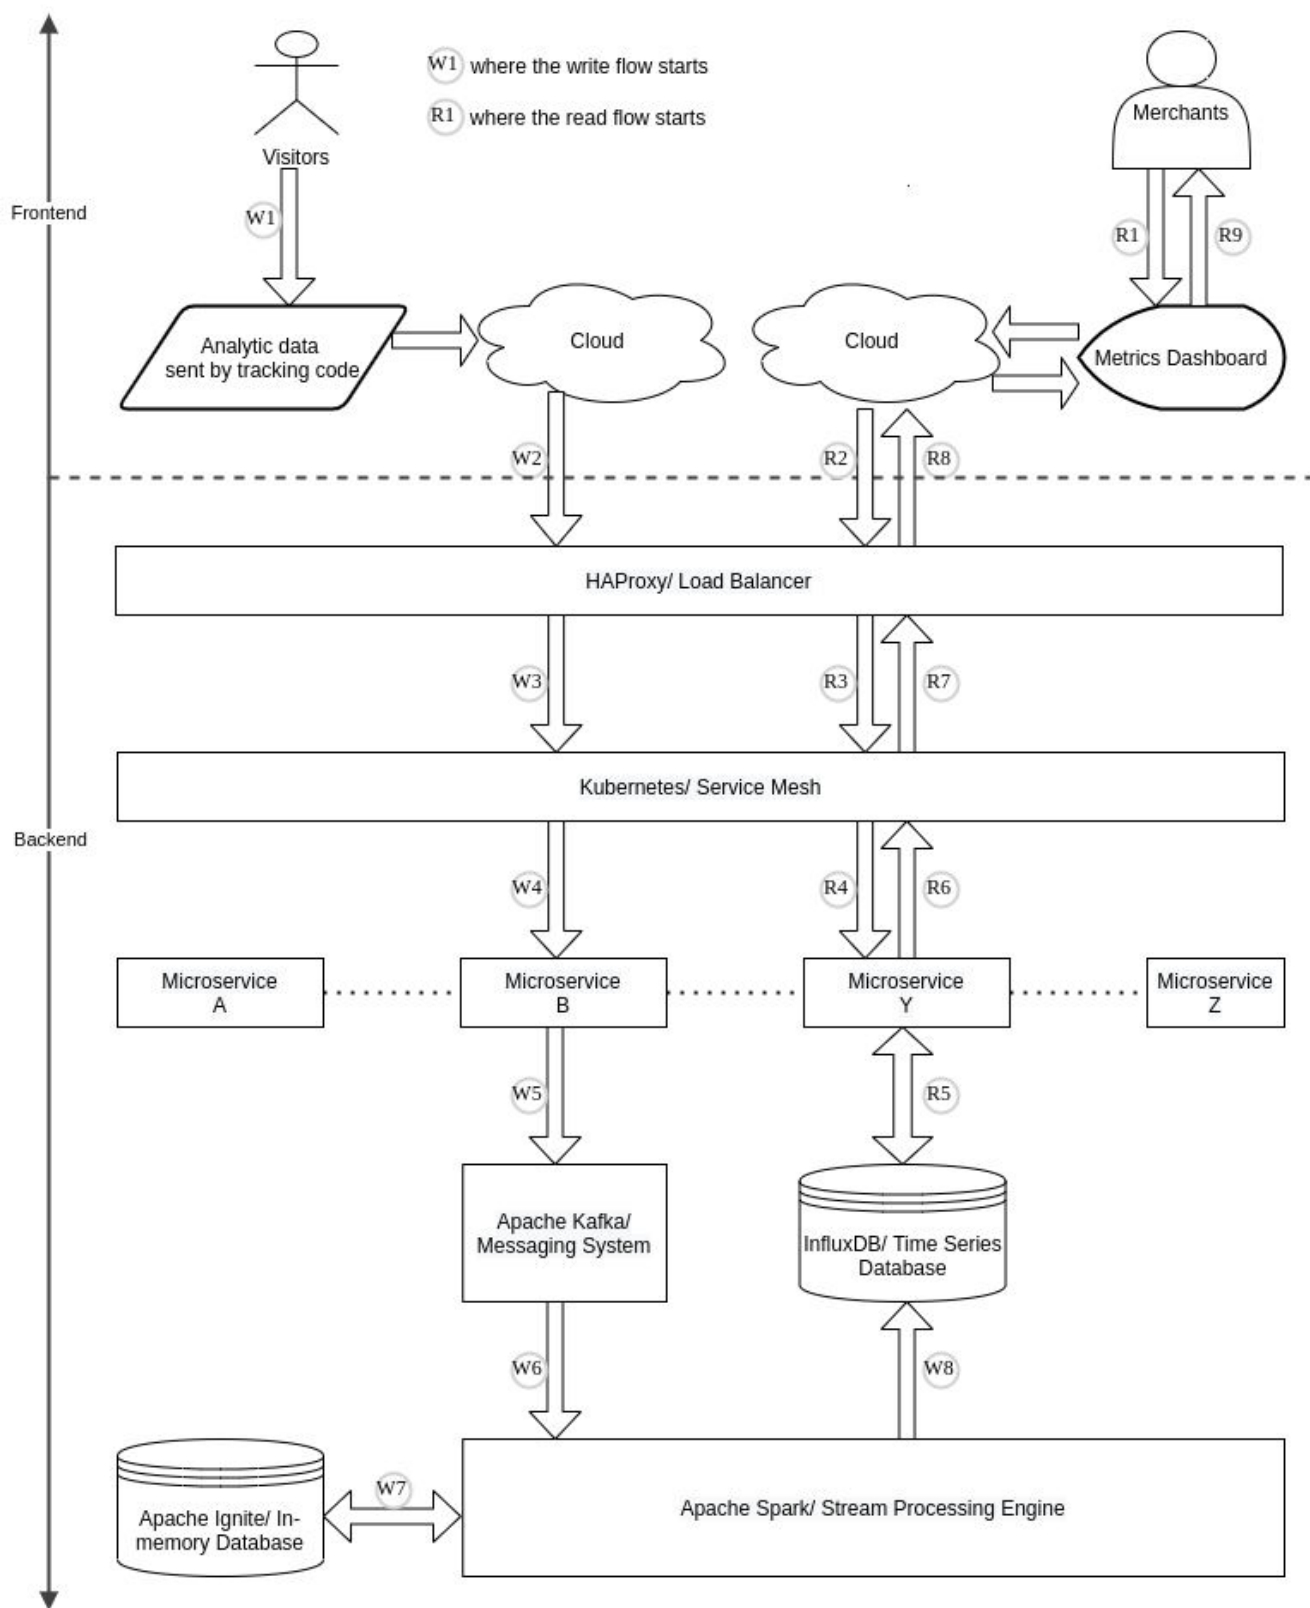 W1 where the write flow starts
R1 where the read flow starts
Merchants
Visitors
Frontend
W1
R1
R9
Analytic data
sent by tracking code
Cloud
Cloud
Metrics Dashboard
W2
R2
R8
HAProxy/ Load Balancer
W3
R3
R7
Kubernetes/ Service Mesh
Backend
W4
R4
R6
Microservice
A
Microservice
B
Microservice
Y
Microservice
Z
W5
R5
Apache Kafka/
Messaging System
InfluxDB/ Time Series
Database
W6
W8
W7
Apache Ignite/ In-
memory Database
Apache Spark/ Stream Processing Engine